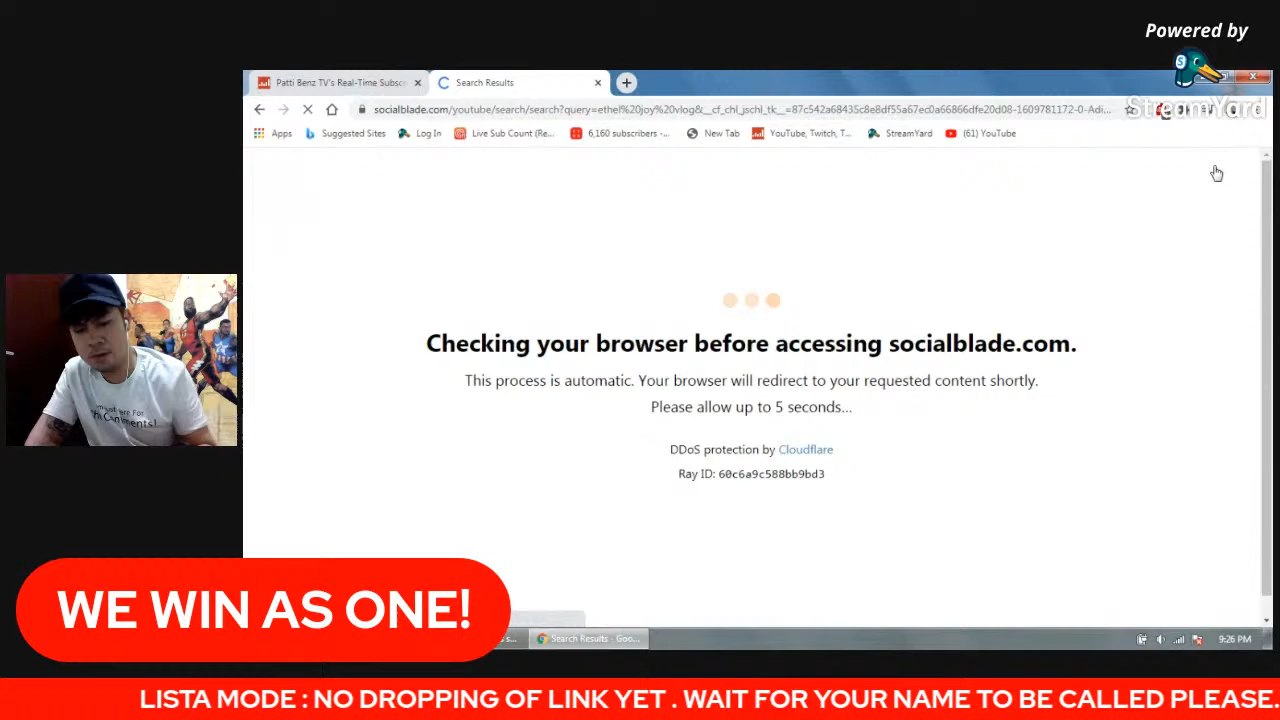 Powered by
StreamYard
Patti Benz TV's Real-Time Subsc
Search Results
socialblade.com/youtube/search/search?query=ethel%20joy%20vlog&__cf_chl_jschl_tk__=87c542a68435c8e8df55a67ec0a66866dfe20d08-1609781172-0-Adi...
Apps
Suggested Sites
Log In
Live Sub Count (Re...
6,160 subscribers -...
New Tab
YouTube, Twitch, T...
StreamYard
(61) YouTube
Checking your browser before accessing socialblade.com.
This process is automatic. Your browser will redirect to your requested content shortly.
Please allow up to 5 seconds...
DDoS protection by Cloudflare
Ray ID: 60c6a9c588bb9bd3
Here For
WE WIN AS ONE!
Search Results - Goo...
9:26 PM
LISTA MODE : NO DROPPING OF LINK YET . WAIT FOR YOUR NAME TO BE CALLED PLEASE.